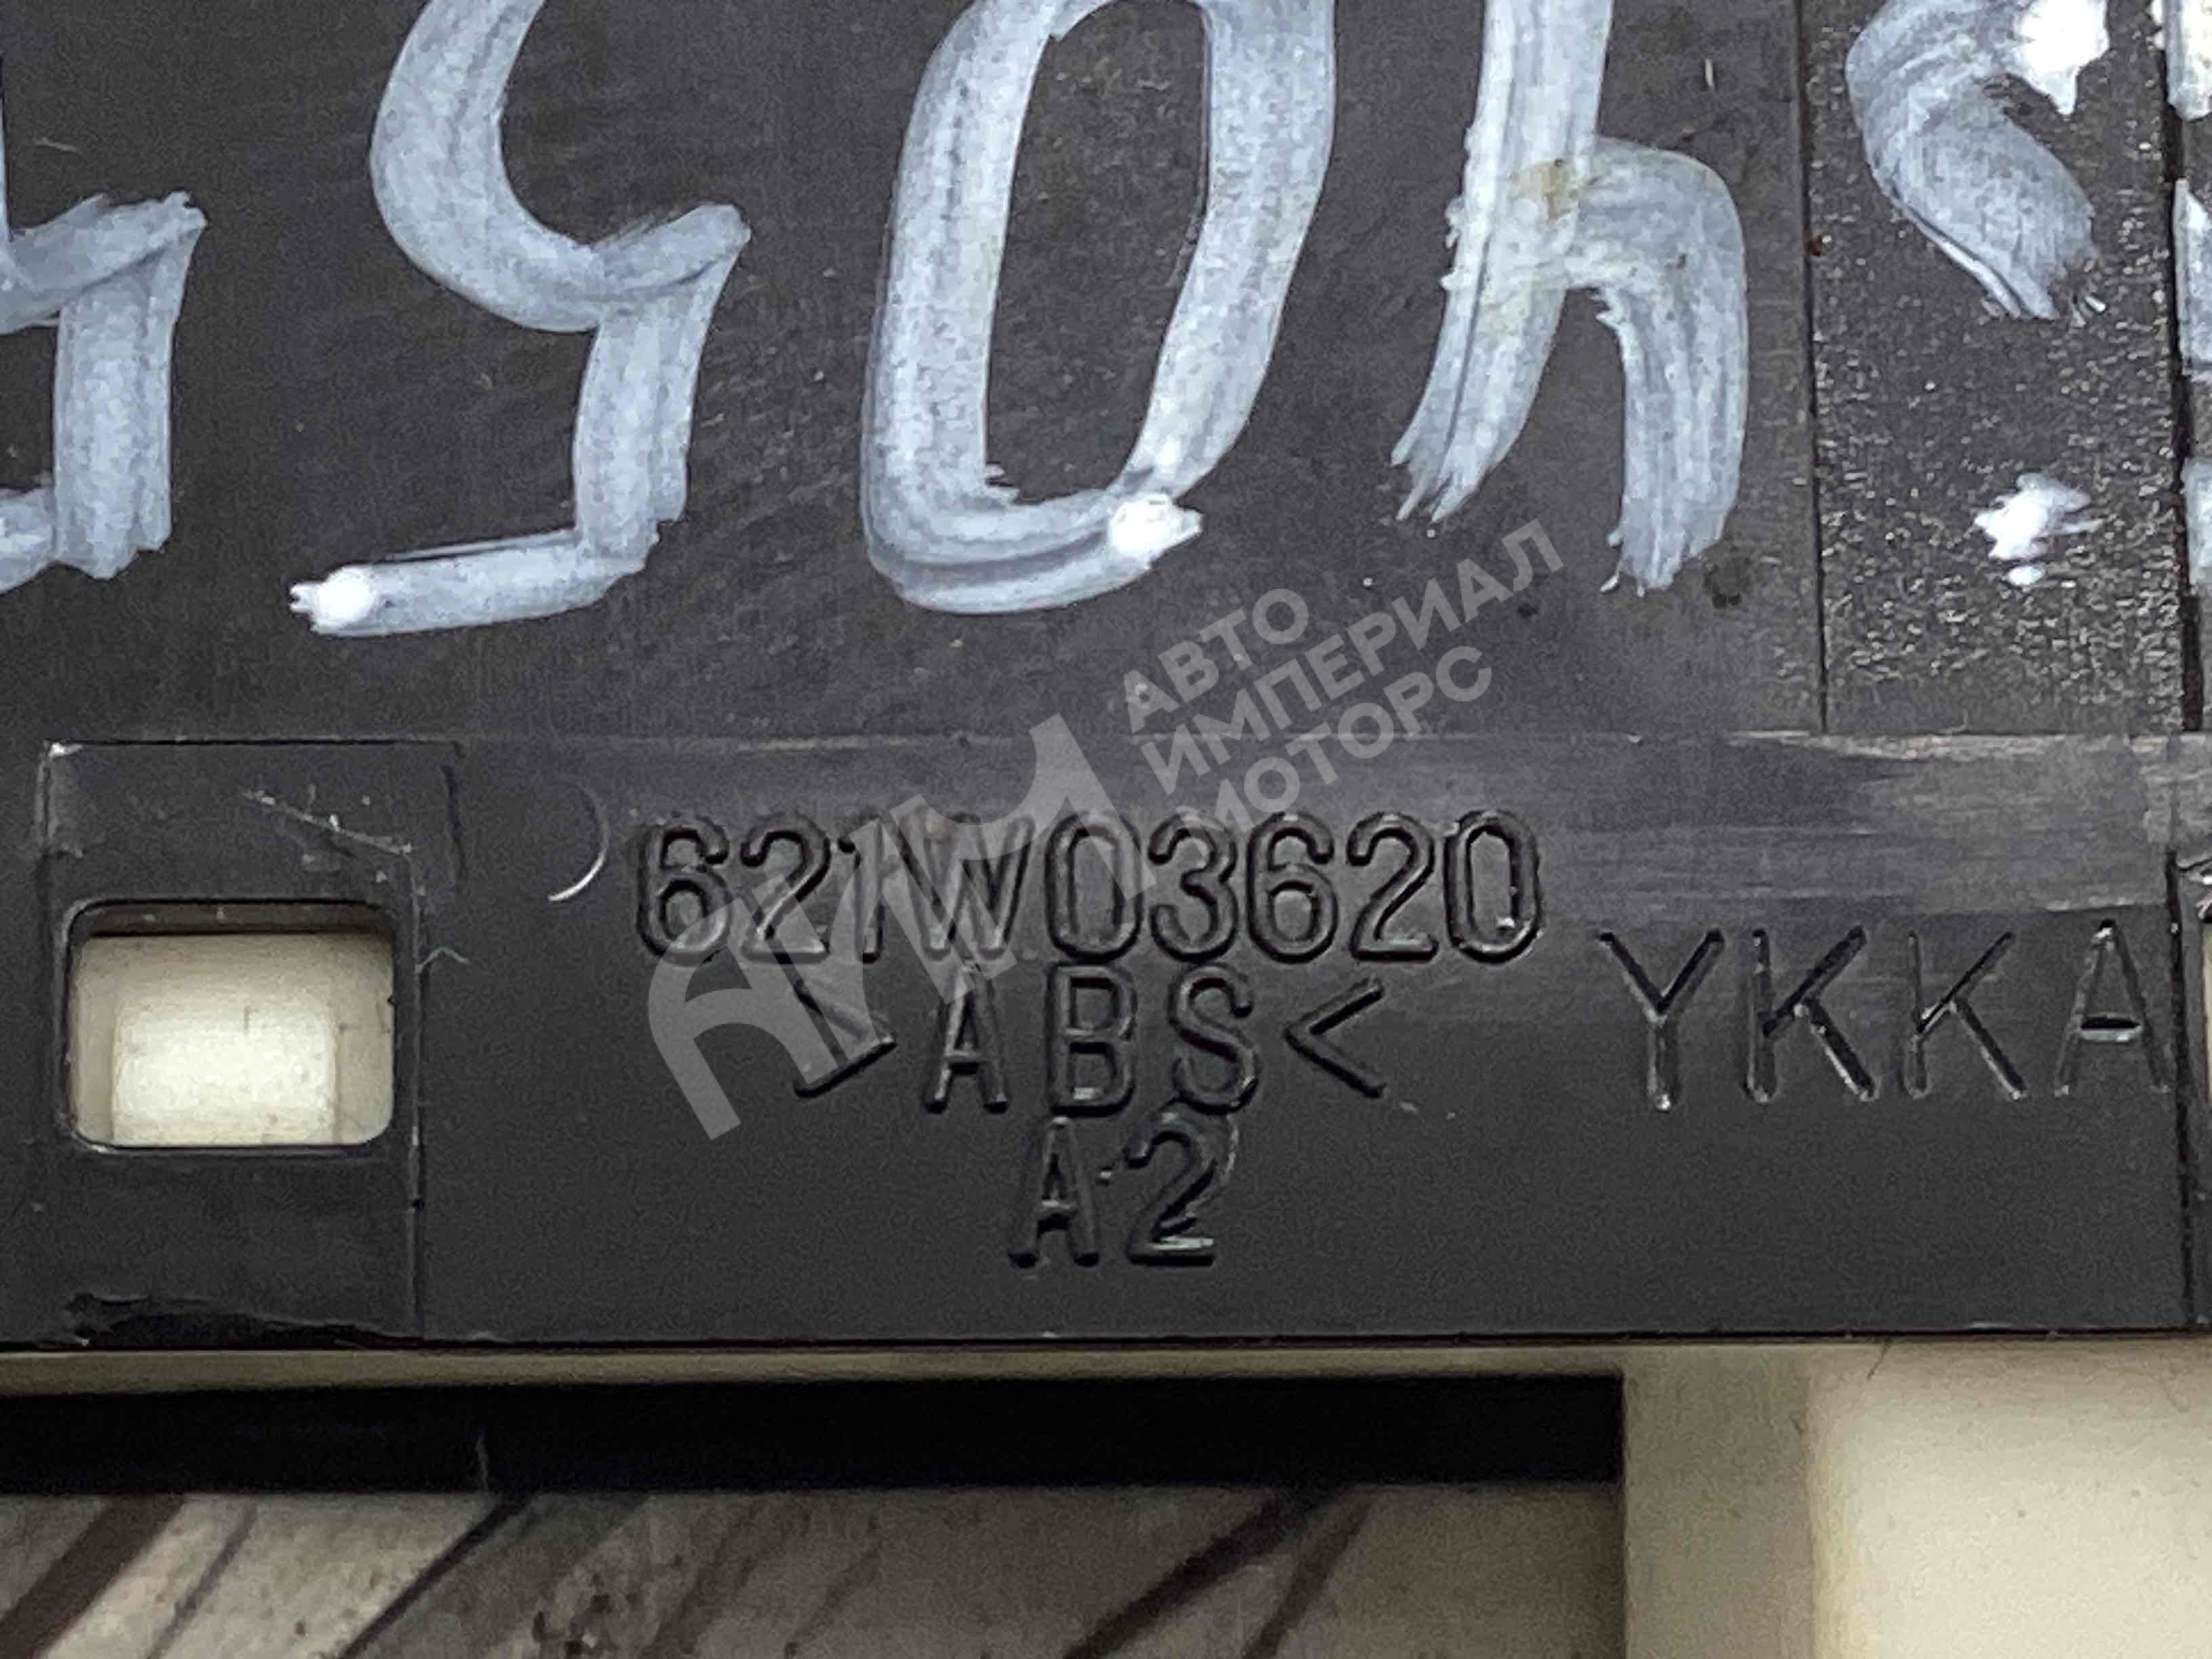 АВТО
ИМПЕРИАЛ
МОТОРС
621W03620
>ABS< YKKA
A2